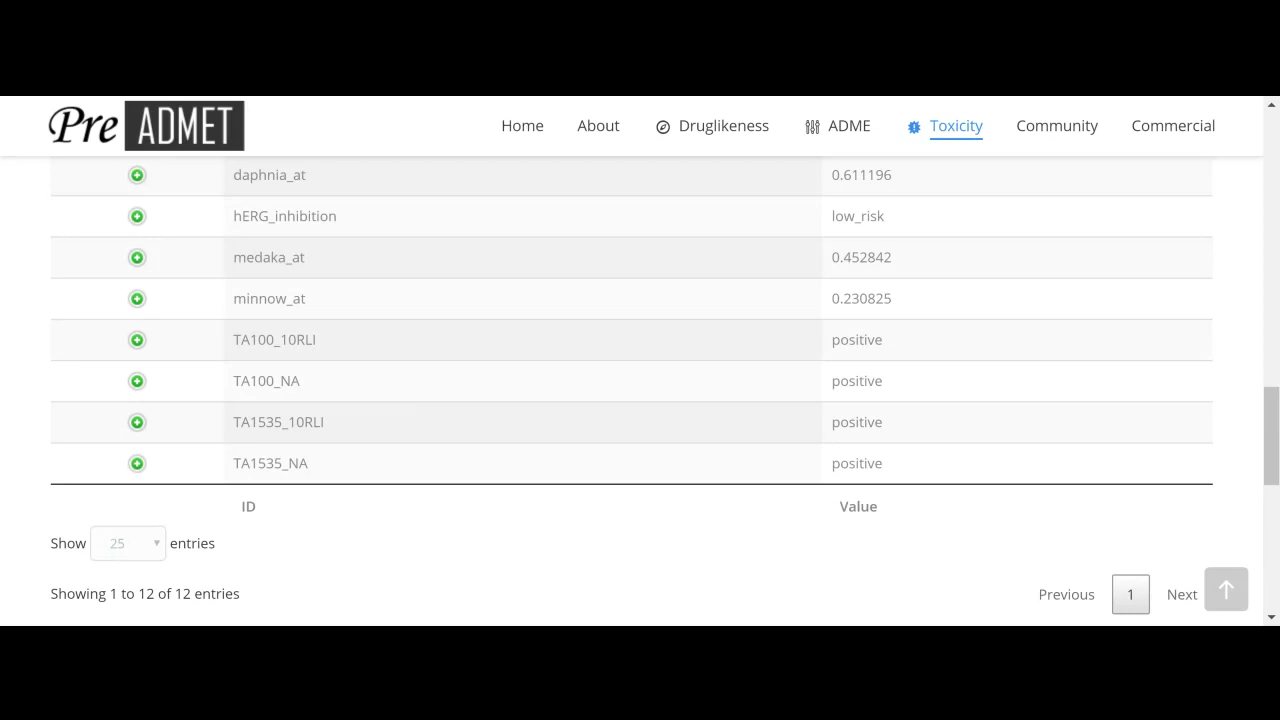 Pre ADMET Home About Druglikeness ADME Toxicity Community Commercial
daphnia_at 0.611196
hERG_inhibition low_risk
medaka_at 0.452842
minnow_at 0.230825
TA100_10RLI positive
TA100_NA positive
TA1535_10RLI positive
TA1535_NA positive
ID Value
Show 25 entries
Showing 1 to 12 of 12 entries Previous 1 Next